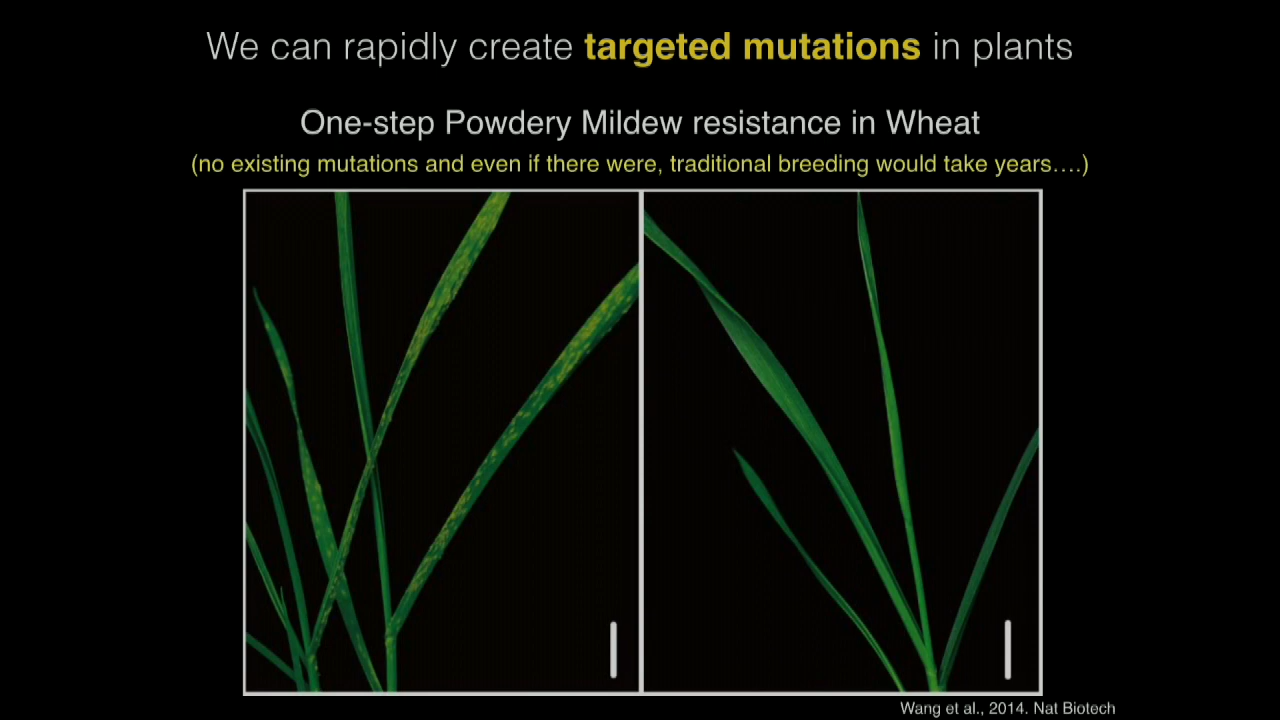 We can rapidly create targeted mutations in plants
One-step Powdery Mildew resistance in Wheat
(no existing mutations and even if there were, traditional breeding would take years….)
Wang et al., 2014. Nat Biotech